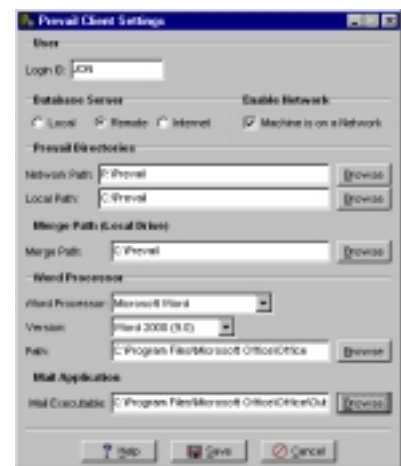 Prevail Client Settings
User
Login ID: JON
Database Server
Enable Network
Local Remote Internet
Machine is on a Network
Prevail Directories
Network Path: P:\Prevail Browse
Local Path: C:\Prevail Browse
Merge Path (Local Drive)
Merge Path: C:\Prevail Browse
Word Processor
Word Processor: Microsoft Word
Version: Word 2000 (9.0)
Path: C:\Program Files\Microsoft Office\Office Browse
Mail Application
Mail Executable: C:\Program Files\Microsoft Office\Office\Out Browse
Help Save Cancel